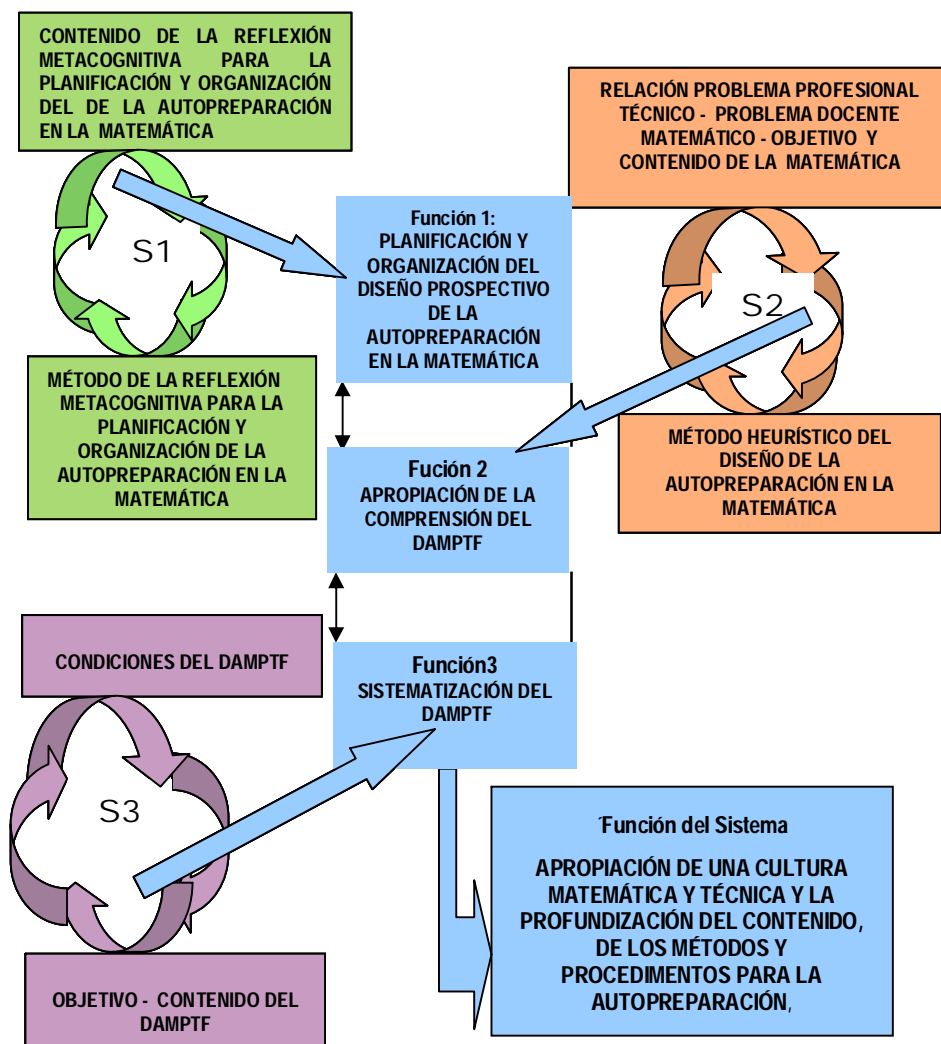 CONTENIDO DE LA REFLEXIÓN
METACOGNITIVA PARA LA
PLANIFICACIÓN Y ORGANIZACIÓN
DEL DE LA AUTOPREPARACIÓN
EN LA MATEMÁTICA
S1
MÉTODO DE LA REFLEXIÓN
METACOGNITIVA PARA LA
PLANIFICACIÓN Y
ORGANIZACIÓN DE LA
AUTOPREPARACIÓN EN LA
MATEMÁTICA
Función 1:
PLANIFICACIÓN Y
ORGANIZACIÓN DEL
DISEÑO PROSPECTIVO
DE LA
AUTOPREPARACIÓN
EN LA MATEMÁTICA
RELACIÓN PROBLEMA PROFESIONAL
TÉCNICO - PROBLEMA DOCENTE
MATEMÁTICO - OBJETIVO Y
CONTENIDO DE LA MATEMÁTICA
S2
MÉTODO HEURÍSTICO DEL
DISEÑO DE LA
AUTOPREPARACIÓN EN LA
MATEMÁTICA
Fución 2
APROPIACIÓN DE LA
COMPRENSIÓN DEL
DAMPTF
CONDICIONES DEL DAMPTF
S3
OBJETIVO - CONTENIDO DEL
DAMPTF
Función3
SISTEMATIZACIÓN DEL
DAMPTF
Función del Sistema
APROPIACIÓN DE UNA CULTURA
MATEMÁTICA Y TÉCNICA Y LA
PROFUNDIZACIÓN DEL CONTENIDO,
DE LOS MÉTODOS Y
PROCEDIMIENTOS PARA LA
AUTOPREPARACIÓN,